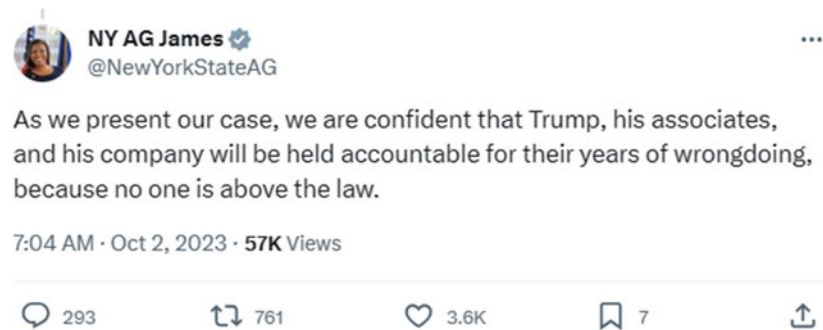 NY AG James
@NewYorkStateAG
As we present our case, we are confident that Trump, his associates,
and his company will be held accountable for their years of wrongdoing,
because no one is above the law.
7:04 AM · Oct 2, 2023 · 57K Views
293 761 3.6K 7